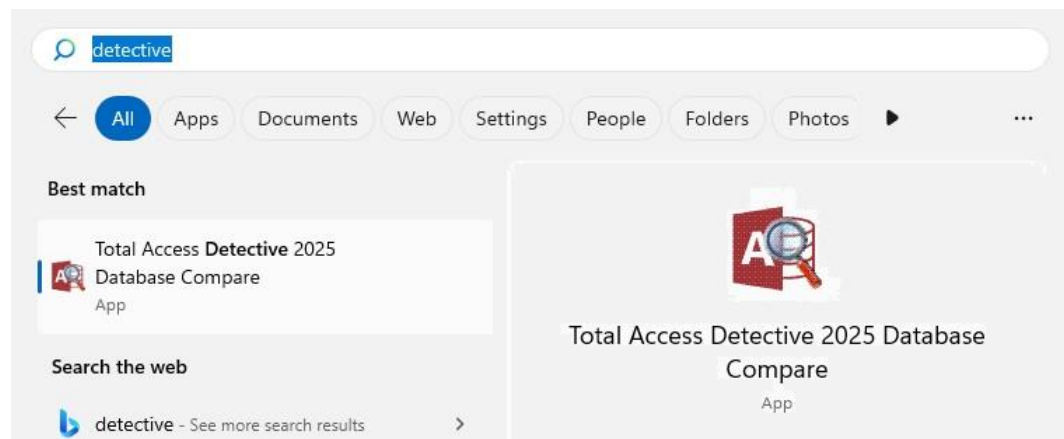 detective
All Apps Documents Web Settings People Folders Photos
Best match
Total Access Detective 2025
Database Compare
App
Search the web
detective - See more search results
Total Access Detective 2025 Database
Compare
App